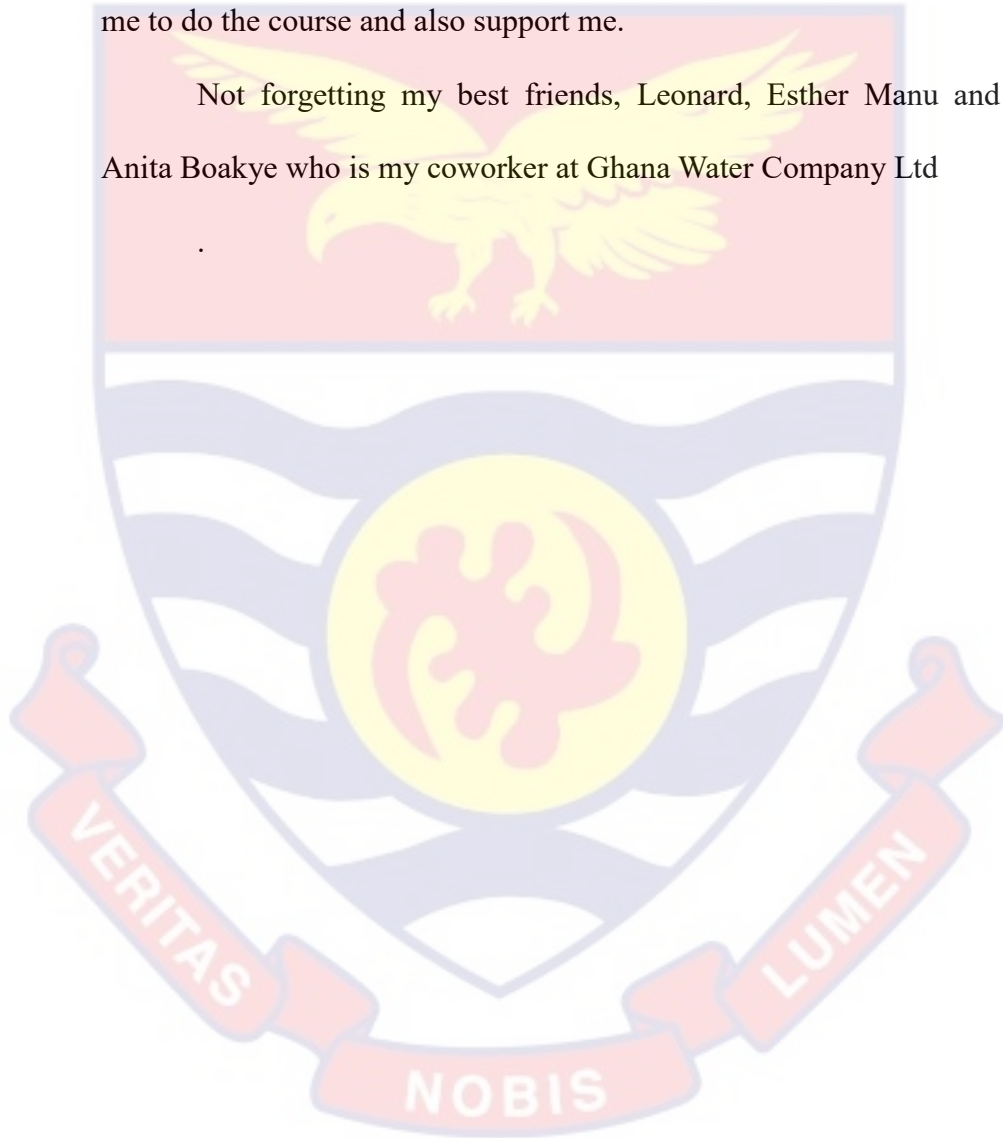 me to do the course and also support me.
Not forgetting my best friends, Leonard, Esther Manu and
Anita Boakye who is my coworker at Ghana Water Company Ltd
.
VERITAS
NOBIS
LUMEN